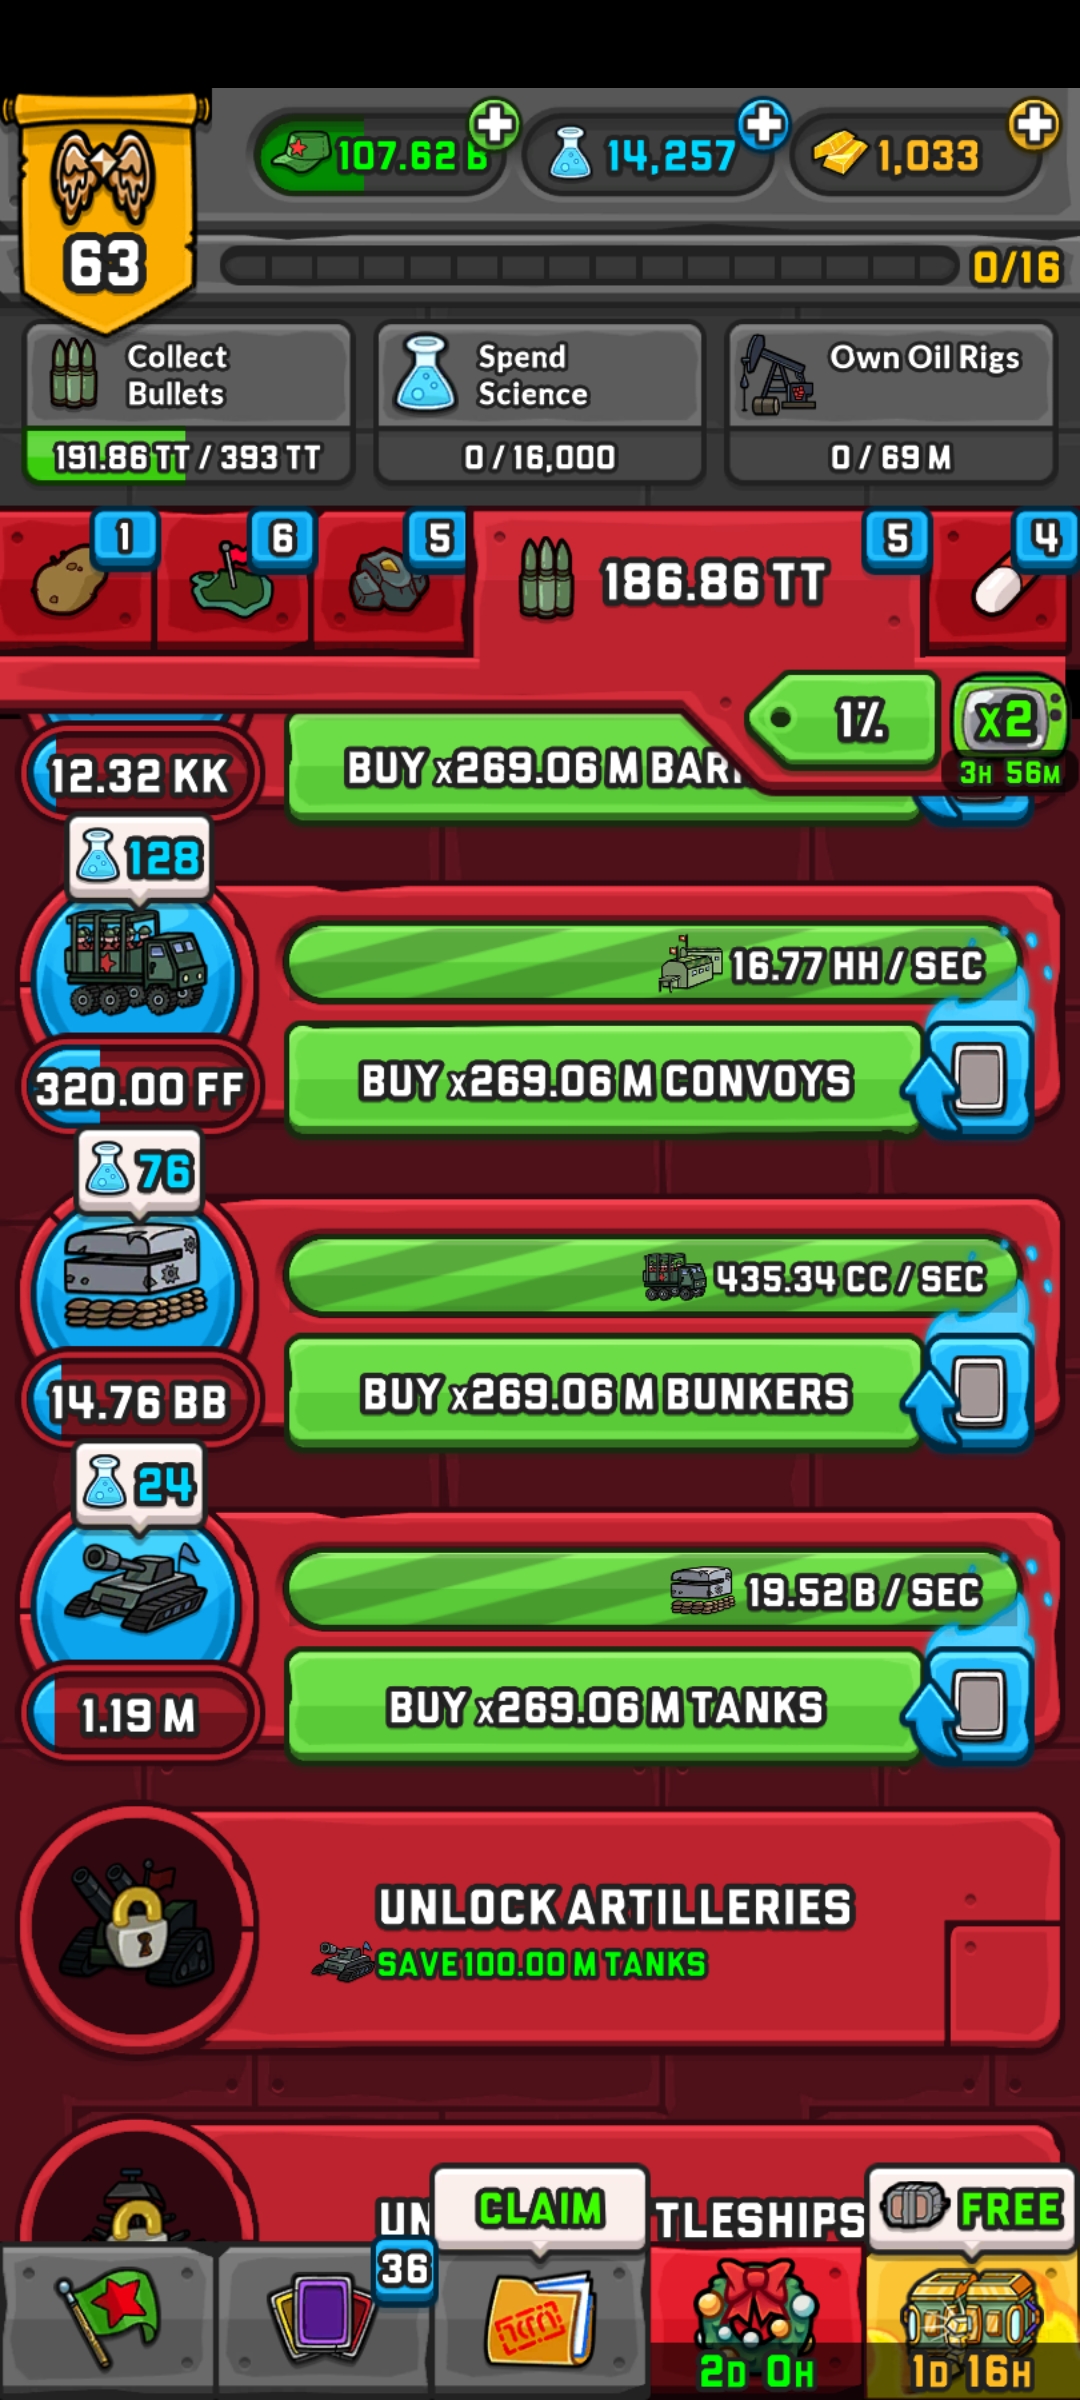 107.62 B
14,257
1,033
63
0/16
Collect
Bullets
191.86 TT / 393 TT
Spend
Science
0 / 16,000
Own Oil Rigs
0 / 69 M
1
6
5
186.86 TT
5
4
1%
x2
3H 56M
12.32 KK
BUY x269.06 M
128
16.77 HH / SEC
320.00 FF
BUY x269.06 M CONVOYS
76
435.34 CC / SEC
14.76 BB
BUY x269.06 M BUNKERS
24
19.52 B / SEC
1.19 M
BUY x269.06 M TANKS
UNLOCK ARTILLERIES
SAVE 100.00 M TANKS
UN
TLESHIPS
CLAIM
FREE
36
2D 0H
1D 16H